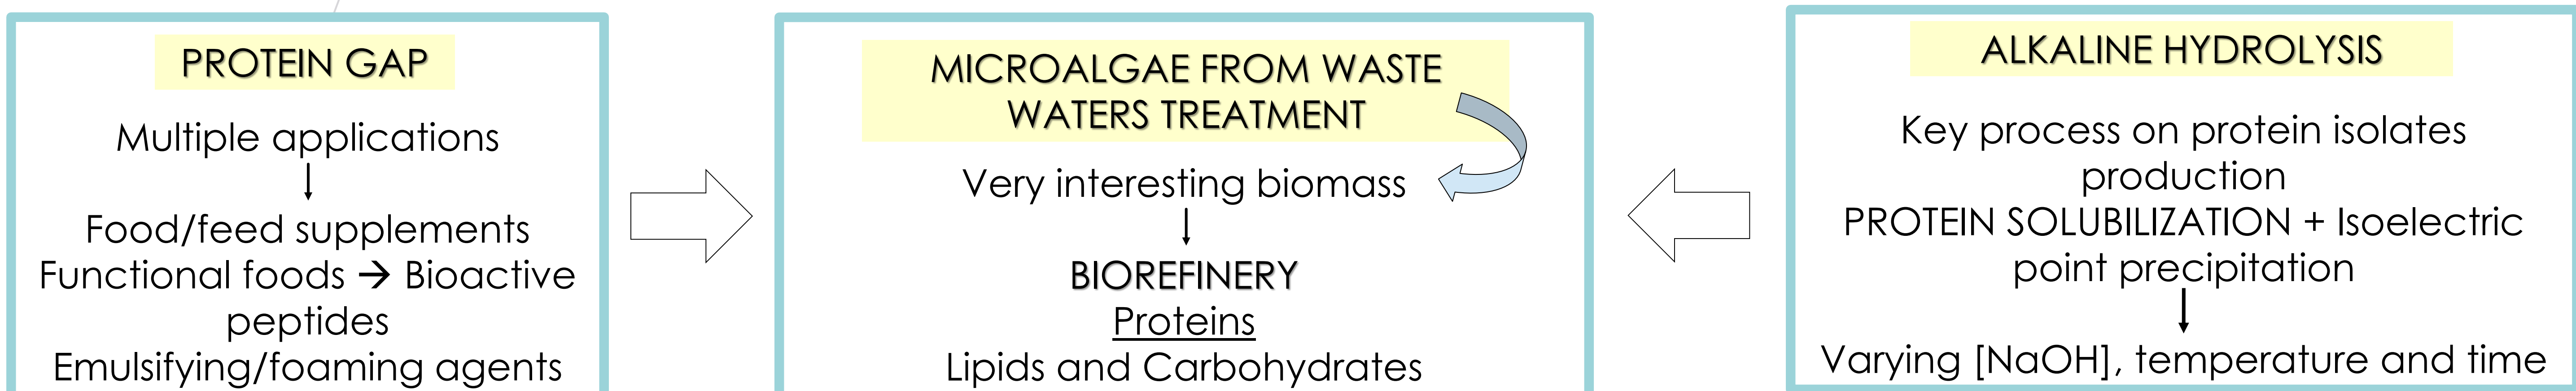 PROTEIN GAP
Multiple applications
Food/feed supplements
Functional foods → Bioactive
peptides
Emulsifying/foaming agents
MICROALGAE FROM WASTE
WATERS TREATMENT
Very interesting biomass
BIOREFINERY
Proteins
Lipids and Carbohydrates
ALKALINE HYDROLYSIS
Key process on protein isolates
production
PROTEIN SOLUBILIZATION + Isoelectric
point precipitation
Varying [NaOH], temperature and time